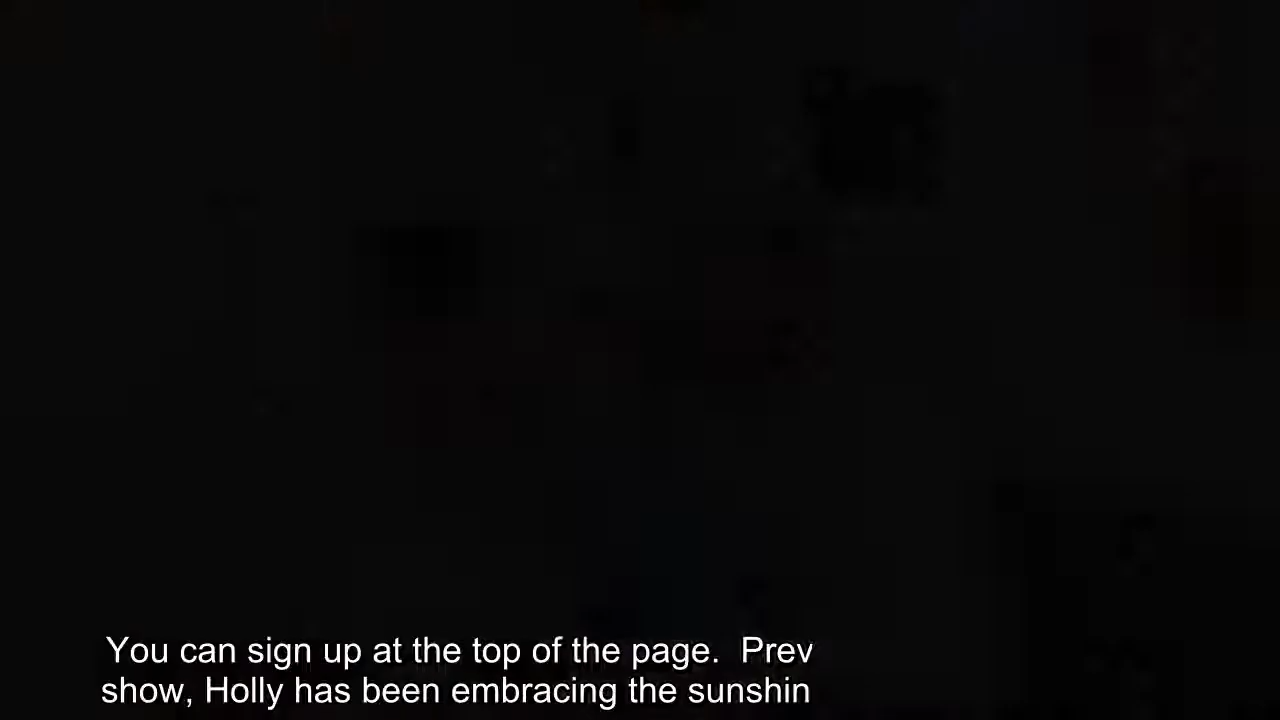 You can sign up at the top of the page.  Prev
show, Holly has been embracing the sunshin